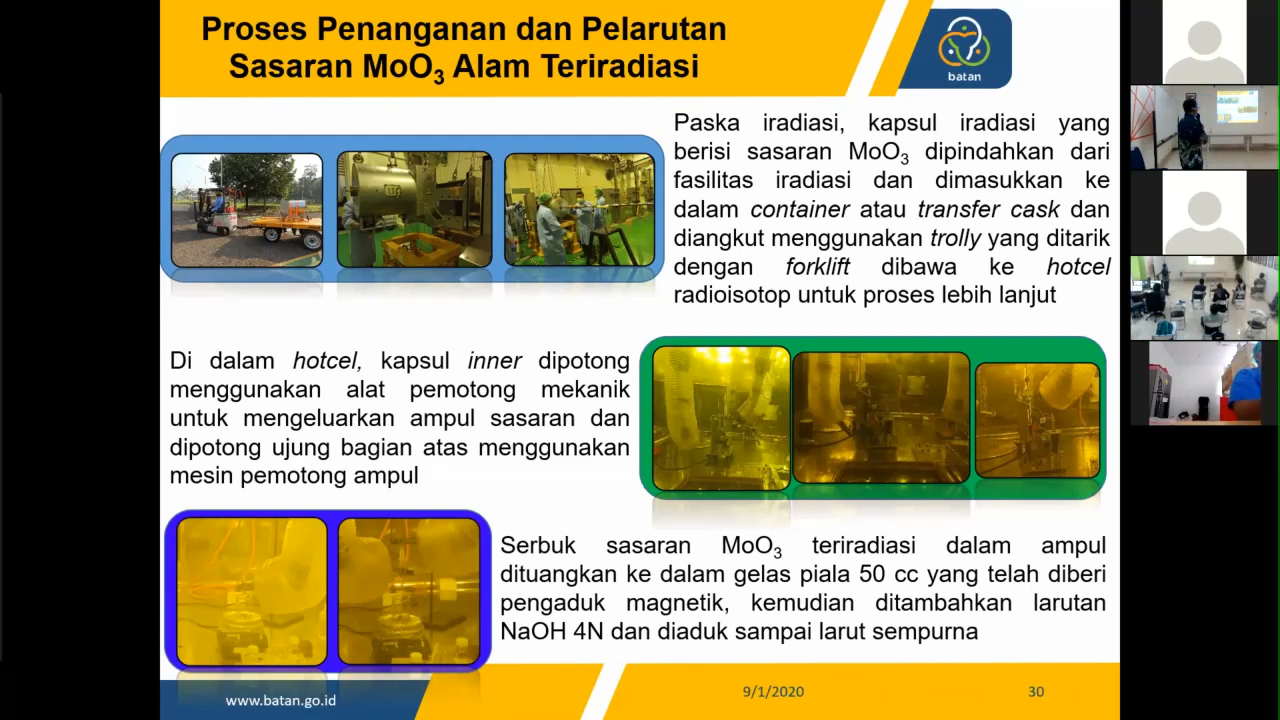 Proses Penanganan dan Pelarutan
Sasaran MoO₃ Alam Teriradiasi
batan
Paska iradiasi, kapsul iradiasi yang
berisi sasaran MoO₃ dipindahkan dari
fasilitas iradiasi dan dimasukkan ke
dalam container atau transfer cask dan
diangkut menggunakan trolly yang ditarik
dengan forklift dibawa ke hotcel
radioisotop untuk proses lebih lanjut
Di dalam hotcel, kapsul inner dipotong
menggunakan alat pemotong mekanik
untuk mengeluarkan ampul sasaran dan
dipotong ujung bagian atas menggunakan
mesin pemotong ampul
Serbuk sasaran MoO₃ teriradiasi dalam ampul
dituangkan ke dalam gelas piala 50 cc yang telah diberi
pengaduk magnetik, kemudian ditambahkan larutan
NaOH 4N dan diaduk sampai larut sempurna
www.batan.go.id
9/1/2020
30